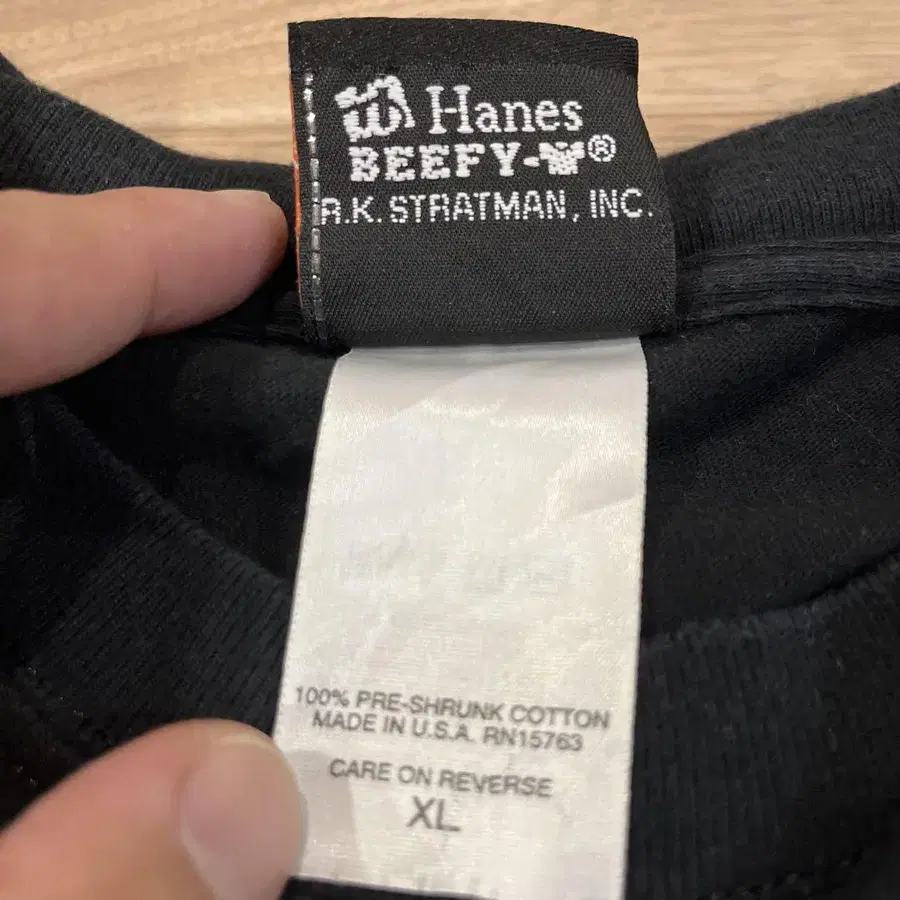 Hanes
BEEFY-T®
R.K. STRATMAN, INC.
100% PRE-SHRUNK COTTON
MADE IN U.S.A. RN15763
CARE ON REVERSE
XL